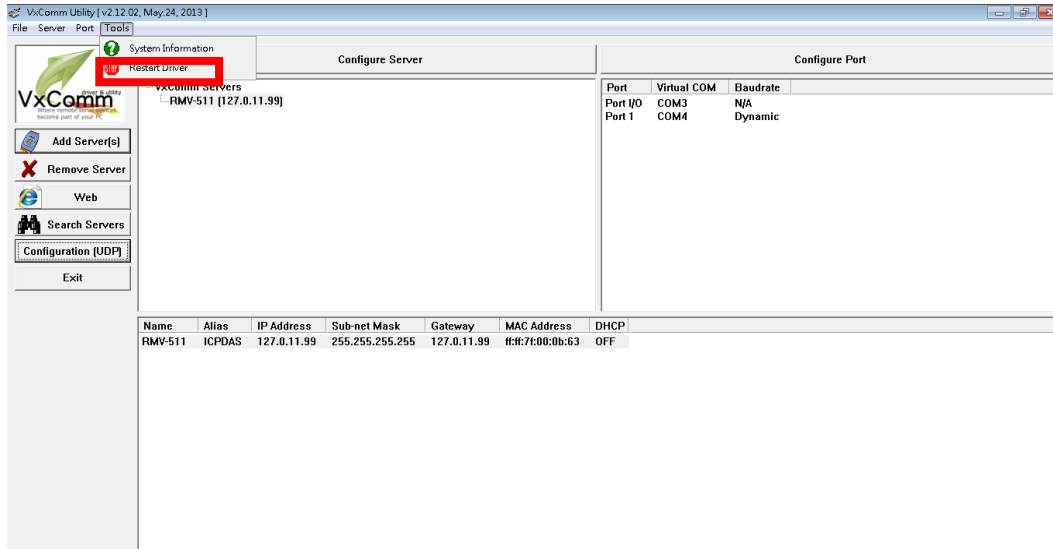 VxComm Utility [ v2.12.02, May.24, 2013 ]
File Server Port Tools
System Information
STOP Restart Driver
Configure Server
Configure Port
driver & utility
VxComm
Where remote serial devices
become part of your PC
Add Server(s)
Remove Server
Web
Search Servers
Configuration (UDP)
Exit
VxComm Servers
RMV-511 (127.0.11.99)
Port Virtual COM Baudrate
Port I/O COM3 N/A
Port 1 COM4 Dynamic
Name Alias IP Address Sub-net Mask Gateway MAC Address DHCP
RMV-511 ICPDAS 127.0.11.99 255.255.255.255 127.0.11.99 ff:ff:7f:00:0b:63 OFF